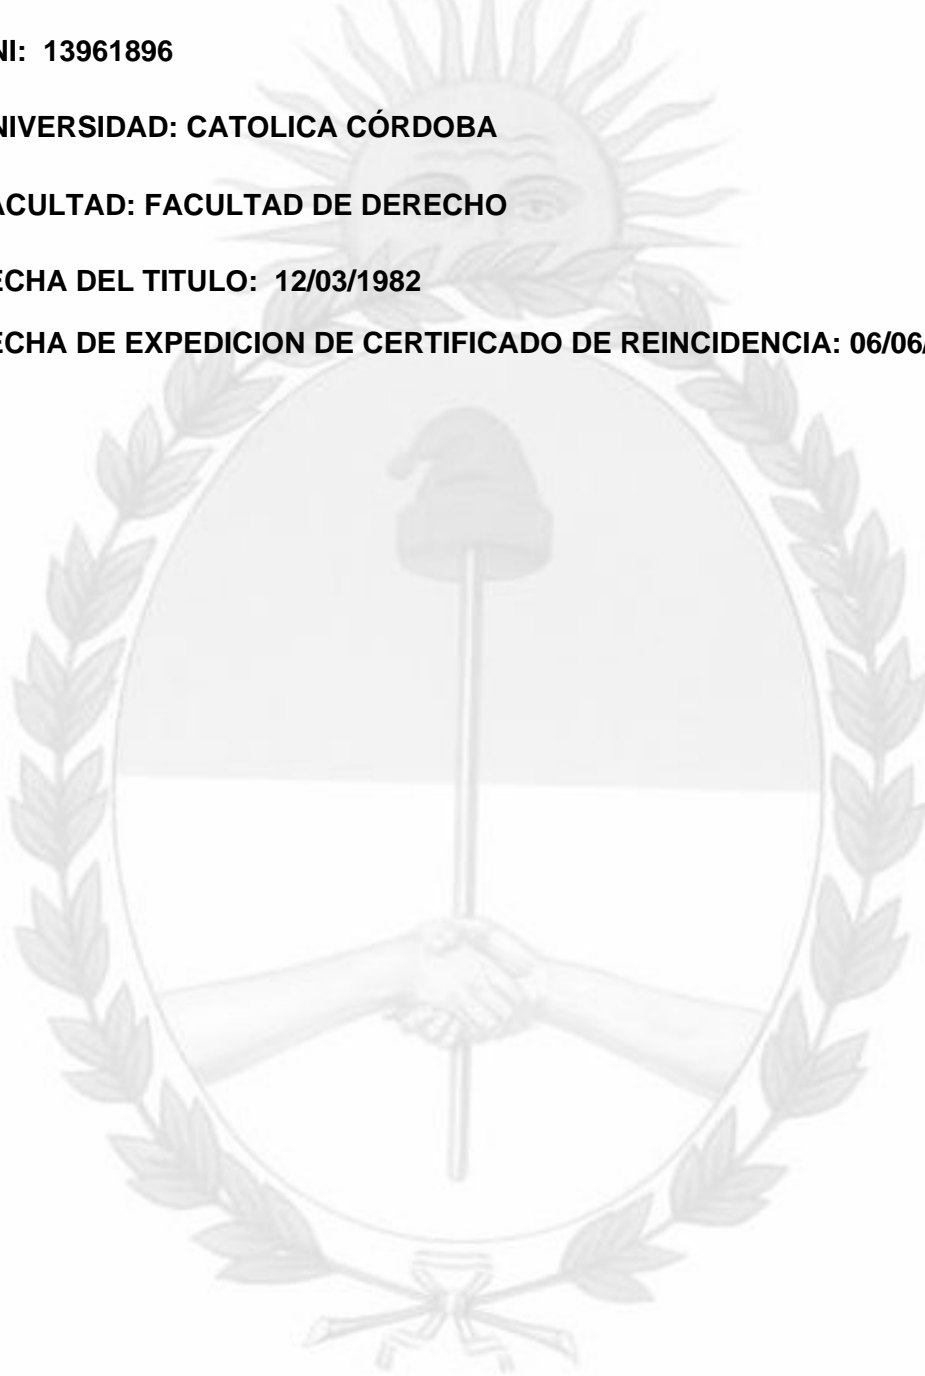 NI: 13961896
NIVERSIDAD: CATOLICA CÓRDOBA
ACULTAD: FACULTAD DE DERECHO
ECHA DEL TITULO: 12/03/1982
ECHA DE EXPEDICION DE CERTIFICADO DE REINCIDENCIA: 06/06/